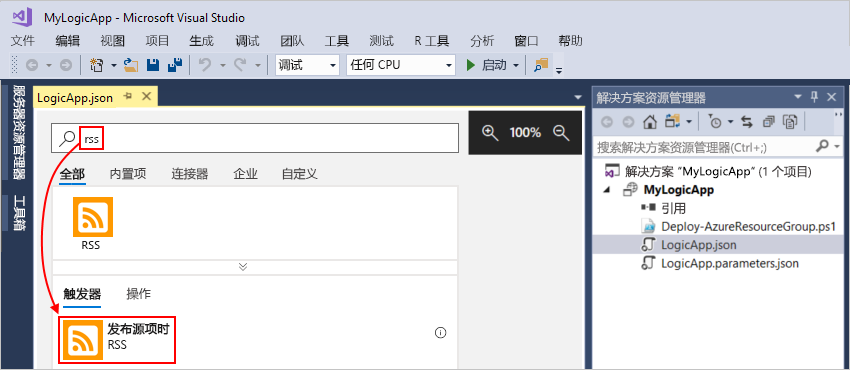 MyLogicApp - Microsoft Visual Studio
文件 编辑 视图 项目 生成 调试 团队 工具 测试 R 工具 分析 窗口 帮助
调试 任何 CPU 启动
服务器资源管理器
工具箱
LogicApp.json
rss
100%
全部 内置项 连接器 企业 自定义
RSS
触发器 操作
发布源项时
RSS
解决方案资源管理器
搜索解决方案资源管理器(Ctrl+;)
解决方案 “MyLogicApp” (1 个项目)
MyLogicApp
引用
Deploy-AzureResourceGroup.ps1
LogicApp.json
LogicApp.parameters.json